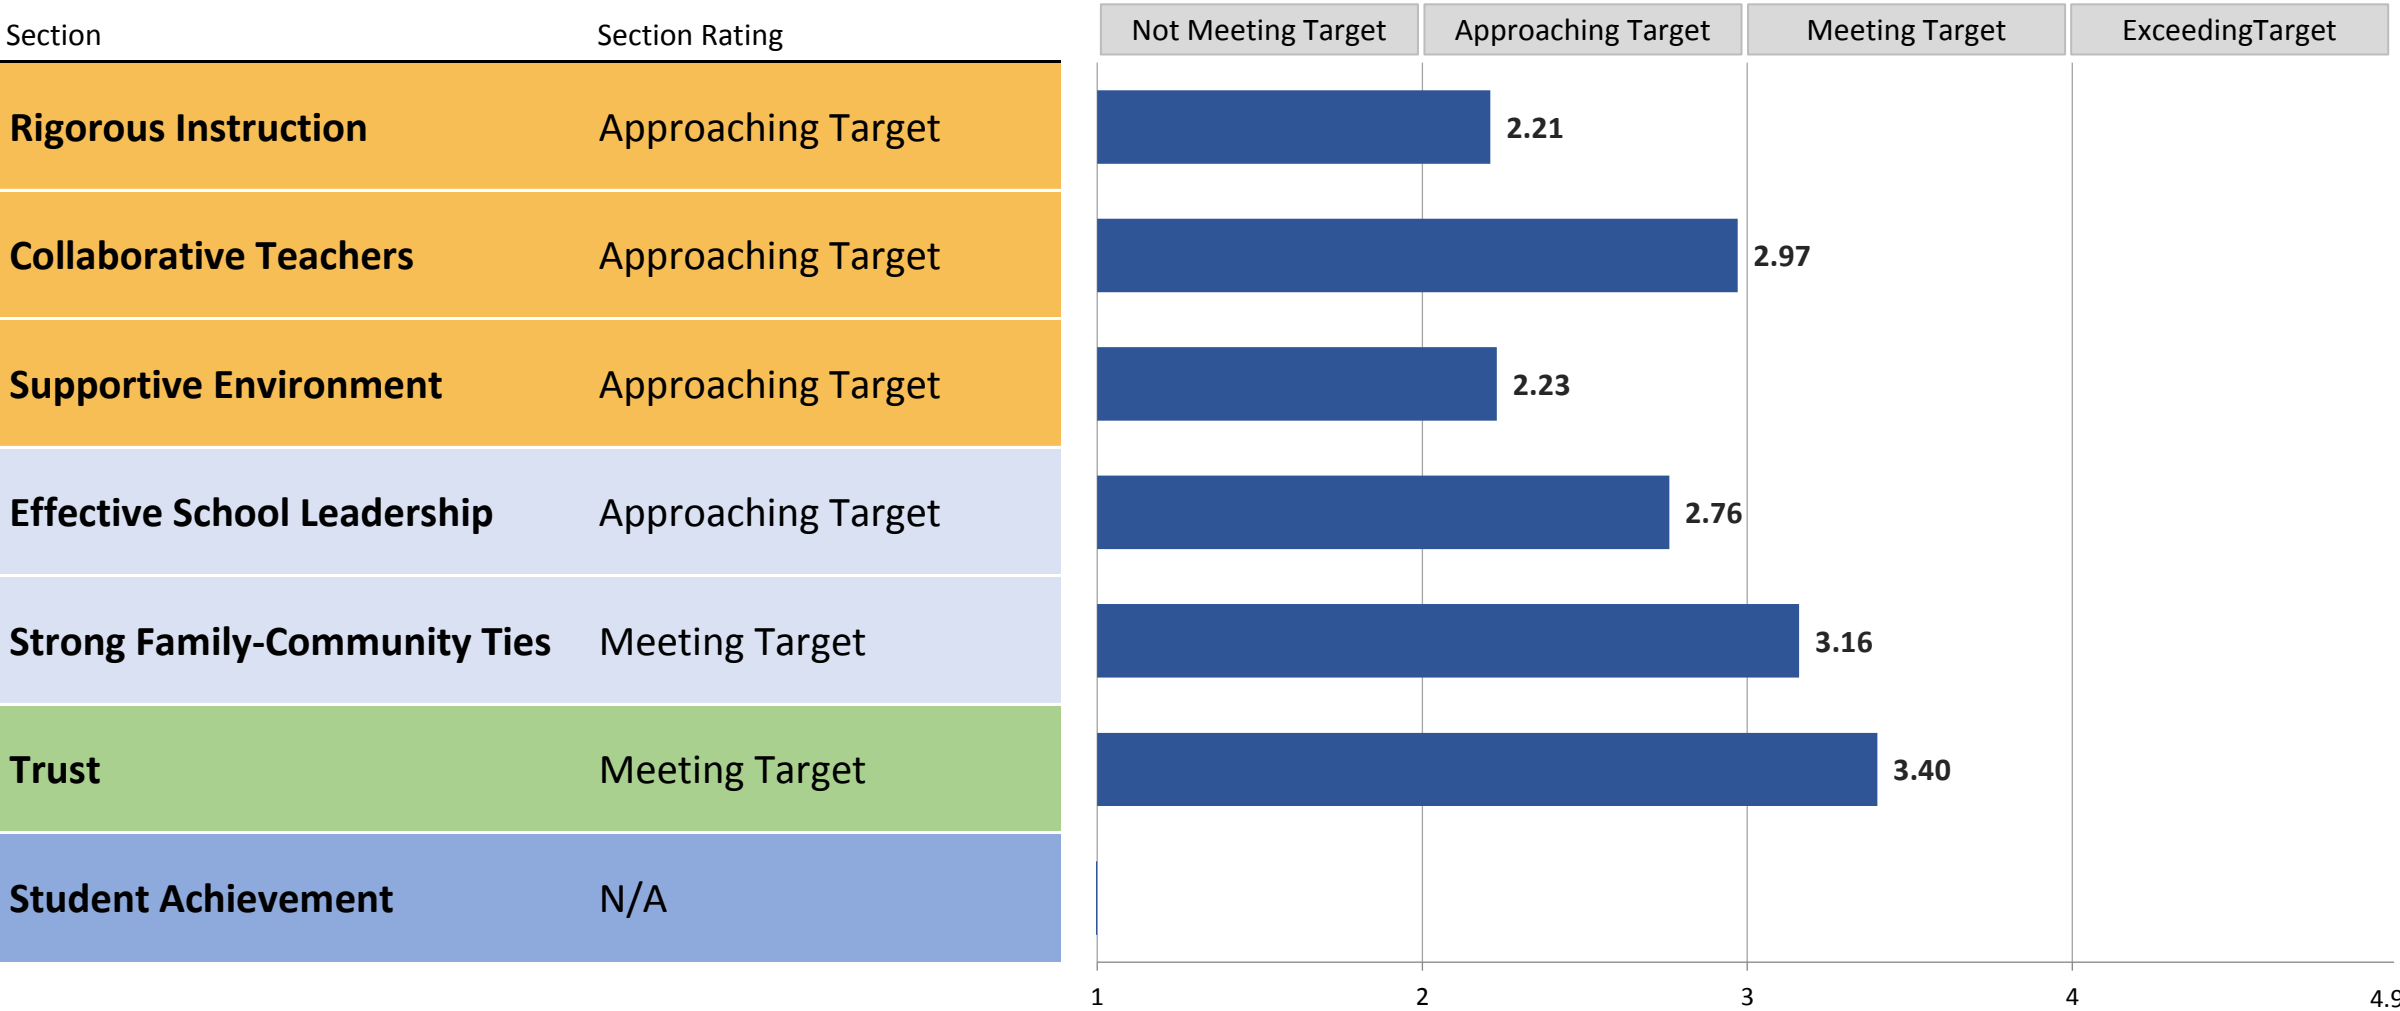 Section Section Rating Not Meeting Target Approaching Target Meeting Target ExceedingTarget
Rigorous Instruction Approaching Target 2.21
Collaborative Teachers Approaching Target 2.97
Supportive Environment Approaching Target 2.23
Effective School Leadership Approaching Target 2.76
Strong Family-Community Ties Meeting Target 3.16
Trust Meeting Target 3.40
Student Achievement N/A
1 2 3 4 4.9